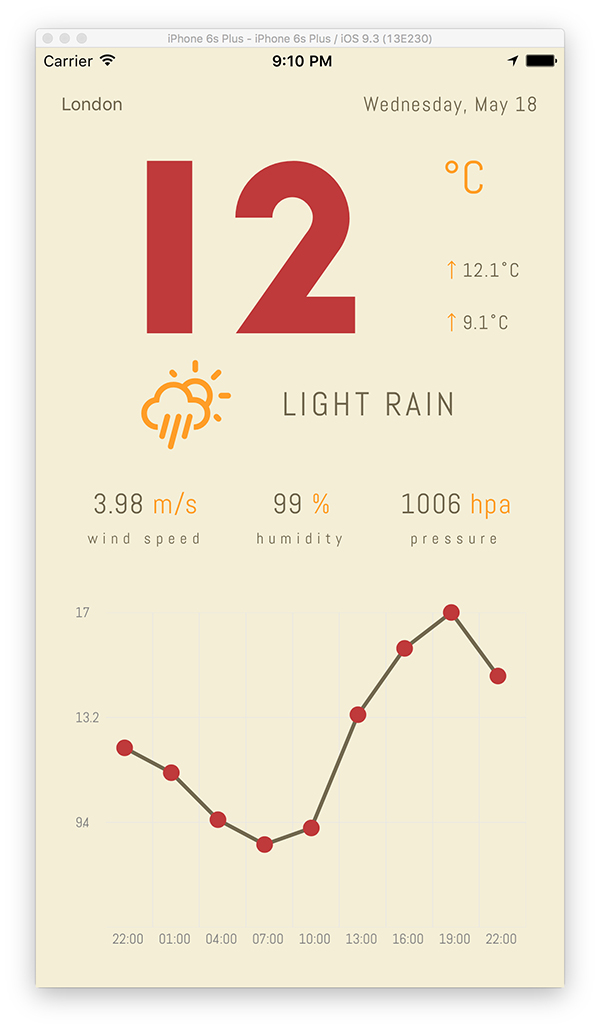 iPhone 6s Plus - iPhone 6s Plus / iOS 9.3 (13E230)
Carrier 9:10 PM
London Wednesday, May 18
12 °C
↑ 12.1°C
↑ 9.1°C
LIGHT RAIN
3.98 m/s 99 % 1006 hpa
wind speed humidity pressure
17
13.2
9.4
22:00 01:00 04:00 07:00 10:00 13:00 16:00 19:00 22:00